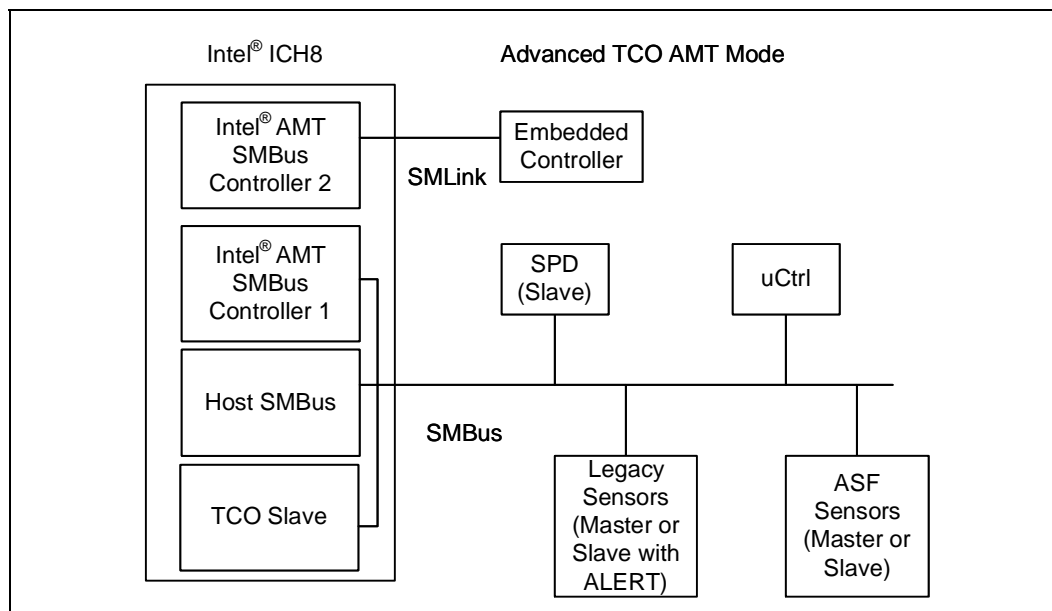 Intel® ICH8
Advanced TCO AMT Mode
Intel® AMT
SMBus
Controller 2
Embedded
Controller
SMLink
Intel® AMT
SMBus
Controller 1
SPD
(Slave)
uCtrl
Host SMBus
SMBus
TCO Slave
Legacy
Sensors
(Master or
Slave with
ALERT)
ASF
Sensors
(Master or
Slave)